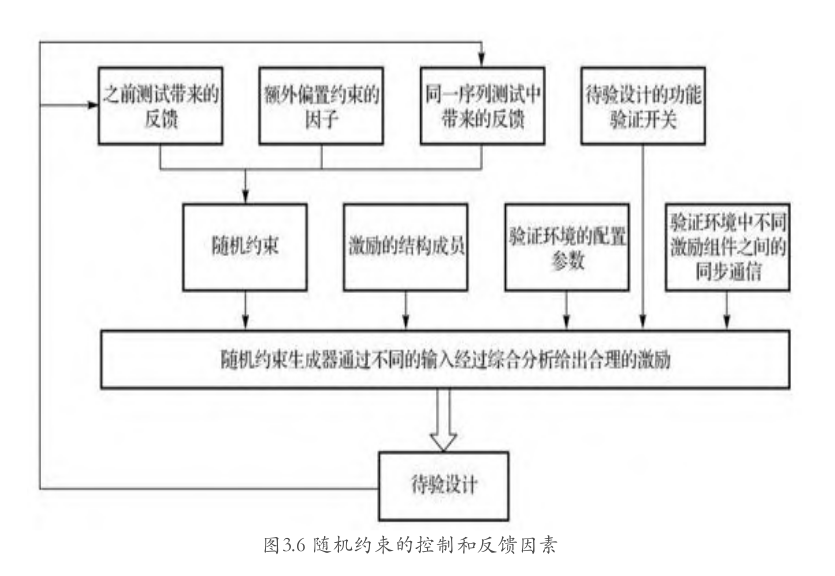 之前测试带来的
反馈
额外偏置约束的
因子
同一序列测试中
带来的反馈
待验设计的功能
验证开关
随机约束
激励的结构成员
验证环境的配置
参数
验证环境中不同
激励组件之间的
同步通信
随机约束生成器通过不同的输入经过综合分析给出合理的激励
待验设计
图3.6 随机约束的控制和反馈因素